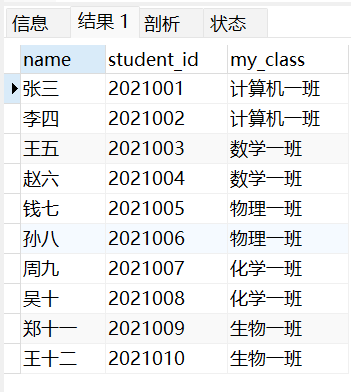 信息 结果 1 剖析 状态
name student_id my_class
张三 2021001 计算机一班
李四 2021002 计算机一班
王五 2021003 数学一班
赵六 2021004 数学一班
钱七 2021005 物理一班
孙八 2021006 物理一班
周九 2021007 化学一班
吴十 2021008 化学一班
郑十一 2021009 生物一班
王十二 2021010 生物一班